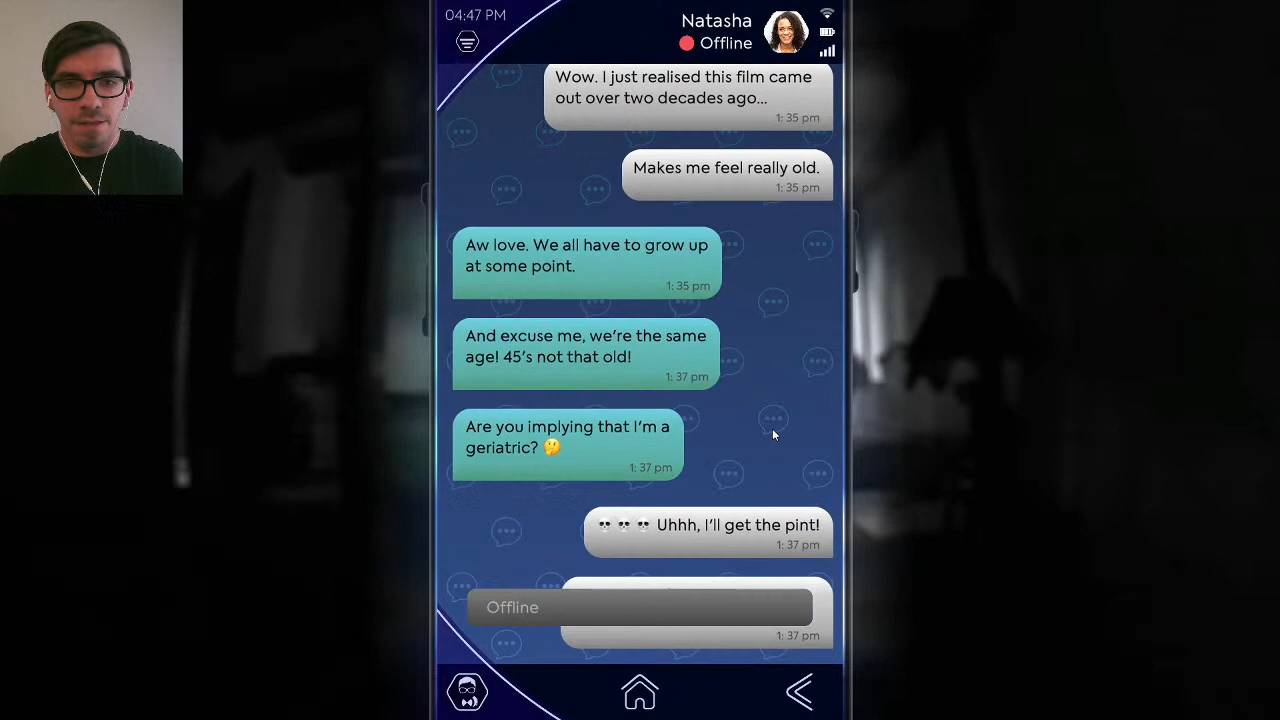 04:47 PM
Natasha
Offline
Wow. I just realised this film came
out over two decades ago...
1: 35 pm
Makes me feel really old.
1: 35 pm
Aw love. We all have to grow up
at some point.
1: 35 pm
And excuse me, we're the same
age! 45's not that old!
1: 37 pm
Are you implying that I'm a
geriatric? 🤔
1: 37 pm
💀 💀 💀 Uhhh, I'll get the pint!
1: 37 pm
Offline
1: 37 pm